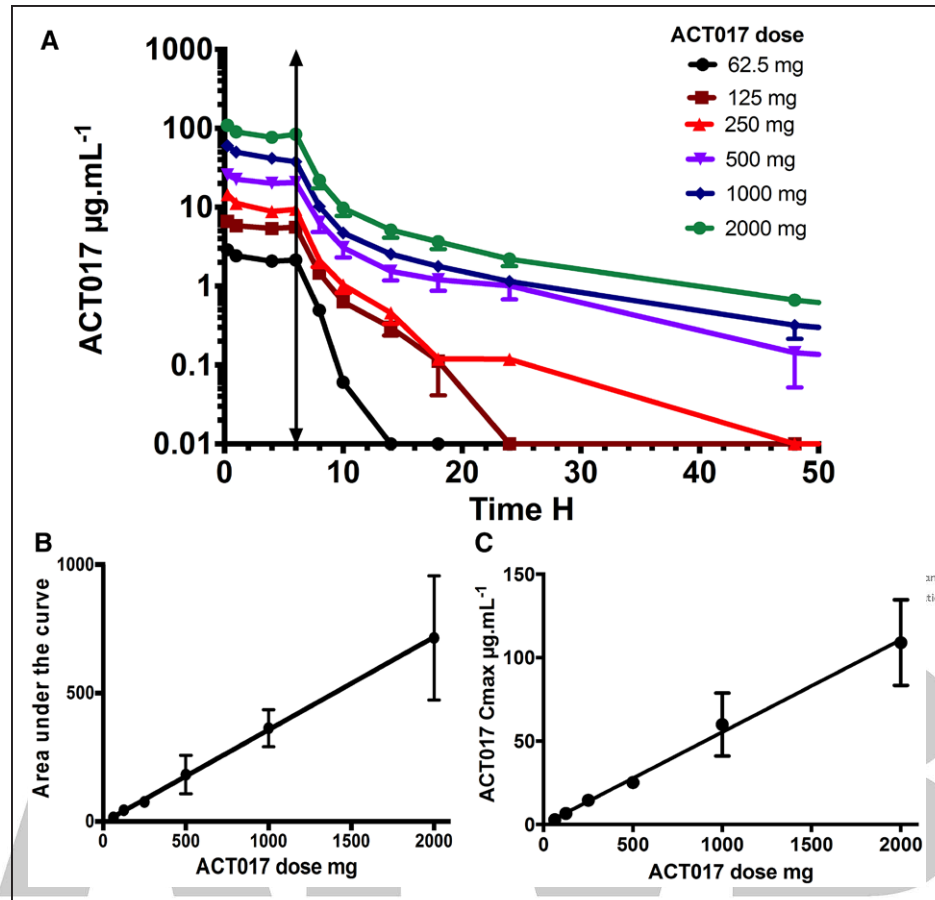 A
ACT017 dose
62.5 mg
125 mg
250 mg
500 mg
1000 mg
2000 mg
ACT017 µg.mL-1
1000
100
10
1
0.1
0.01
0 10 20 30 40 50
Time H
B
Area under the curve
1000
500
0
0 500 1000 1500 2000
ACT017 dose mg
C
ACT017 Cmax µg.mL-1
150
100
50
0
0 500 1000 1500 2000
ACT017 dose mg